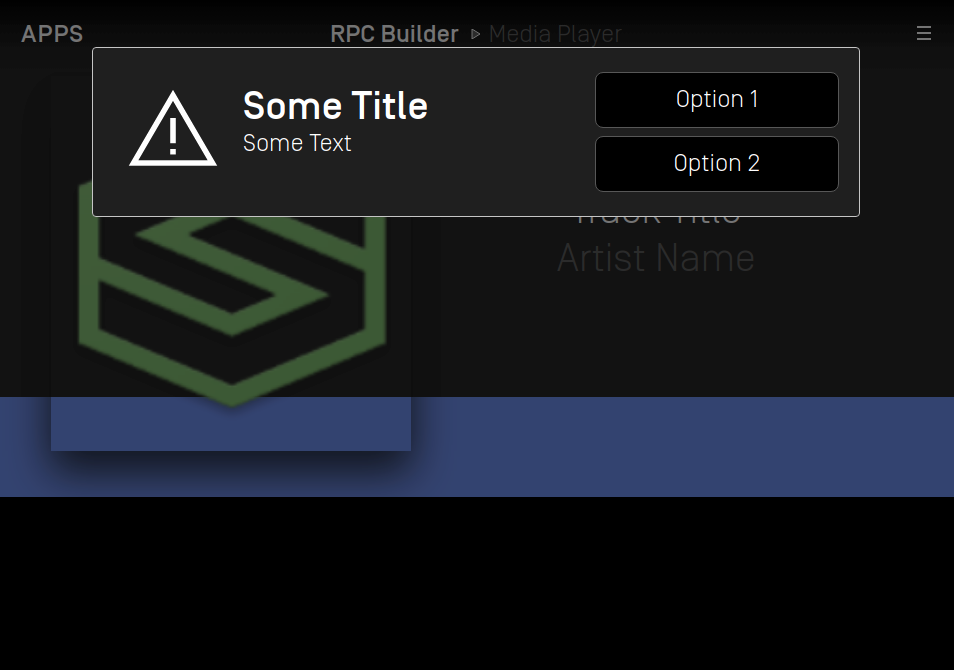 APPS
RPC Builder
Media Player
Some Title
Some Text
Option 1
Option 2
Track Title
Artist Name